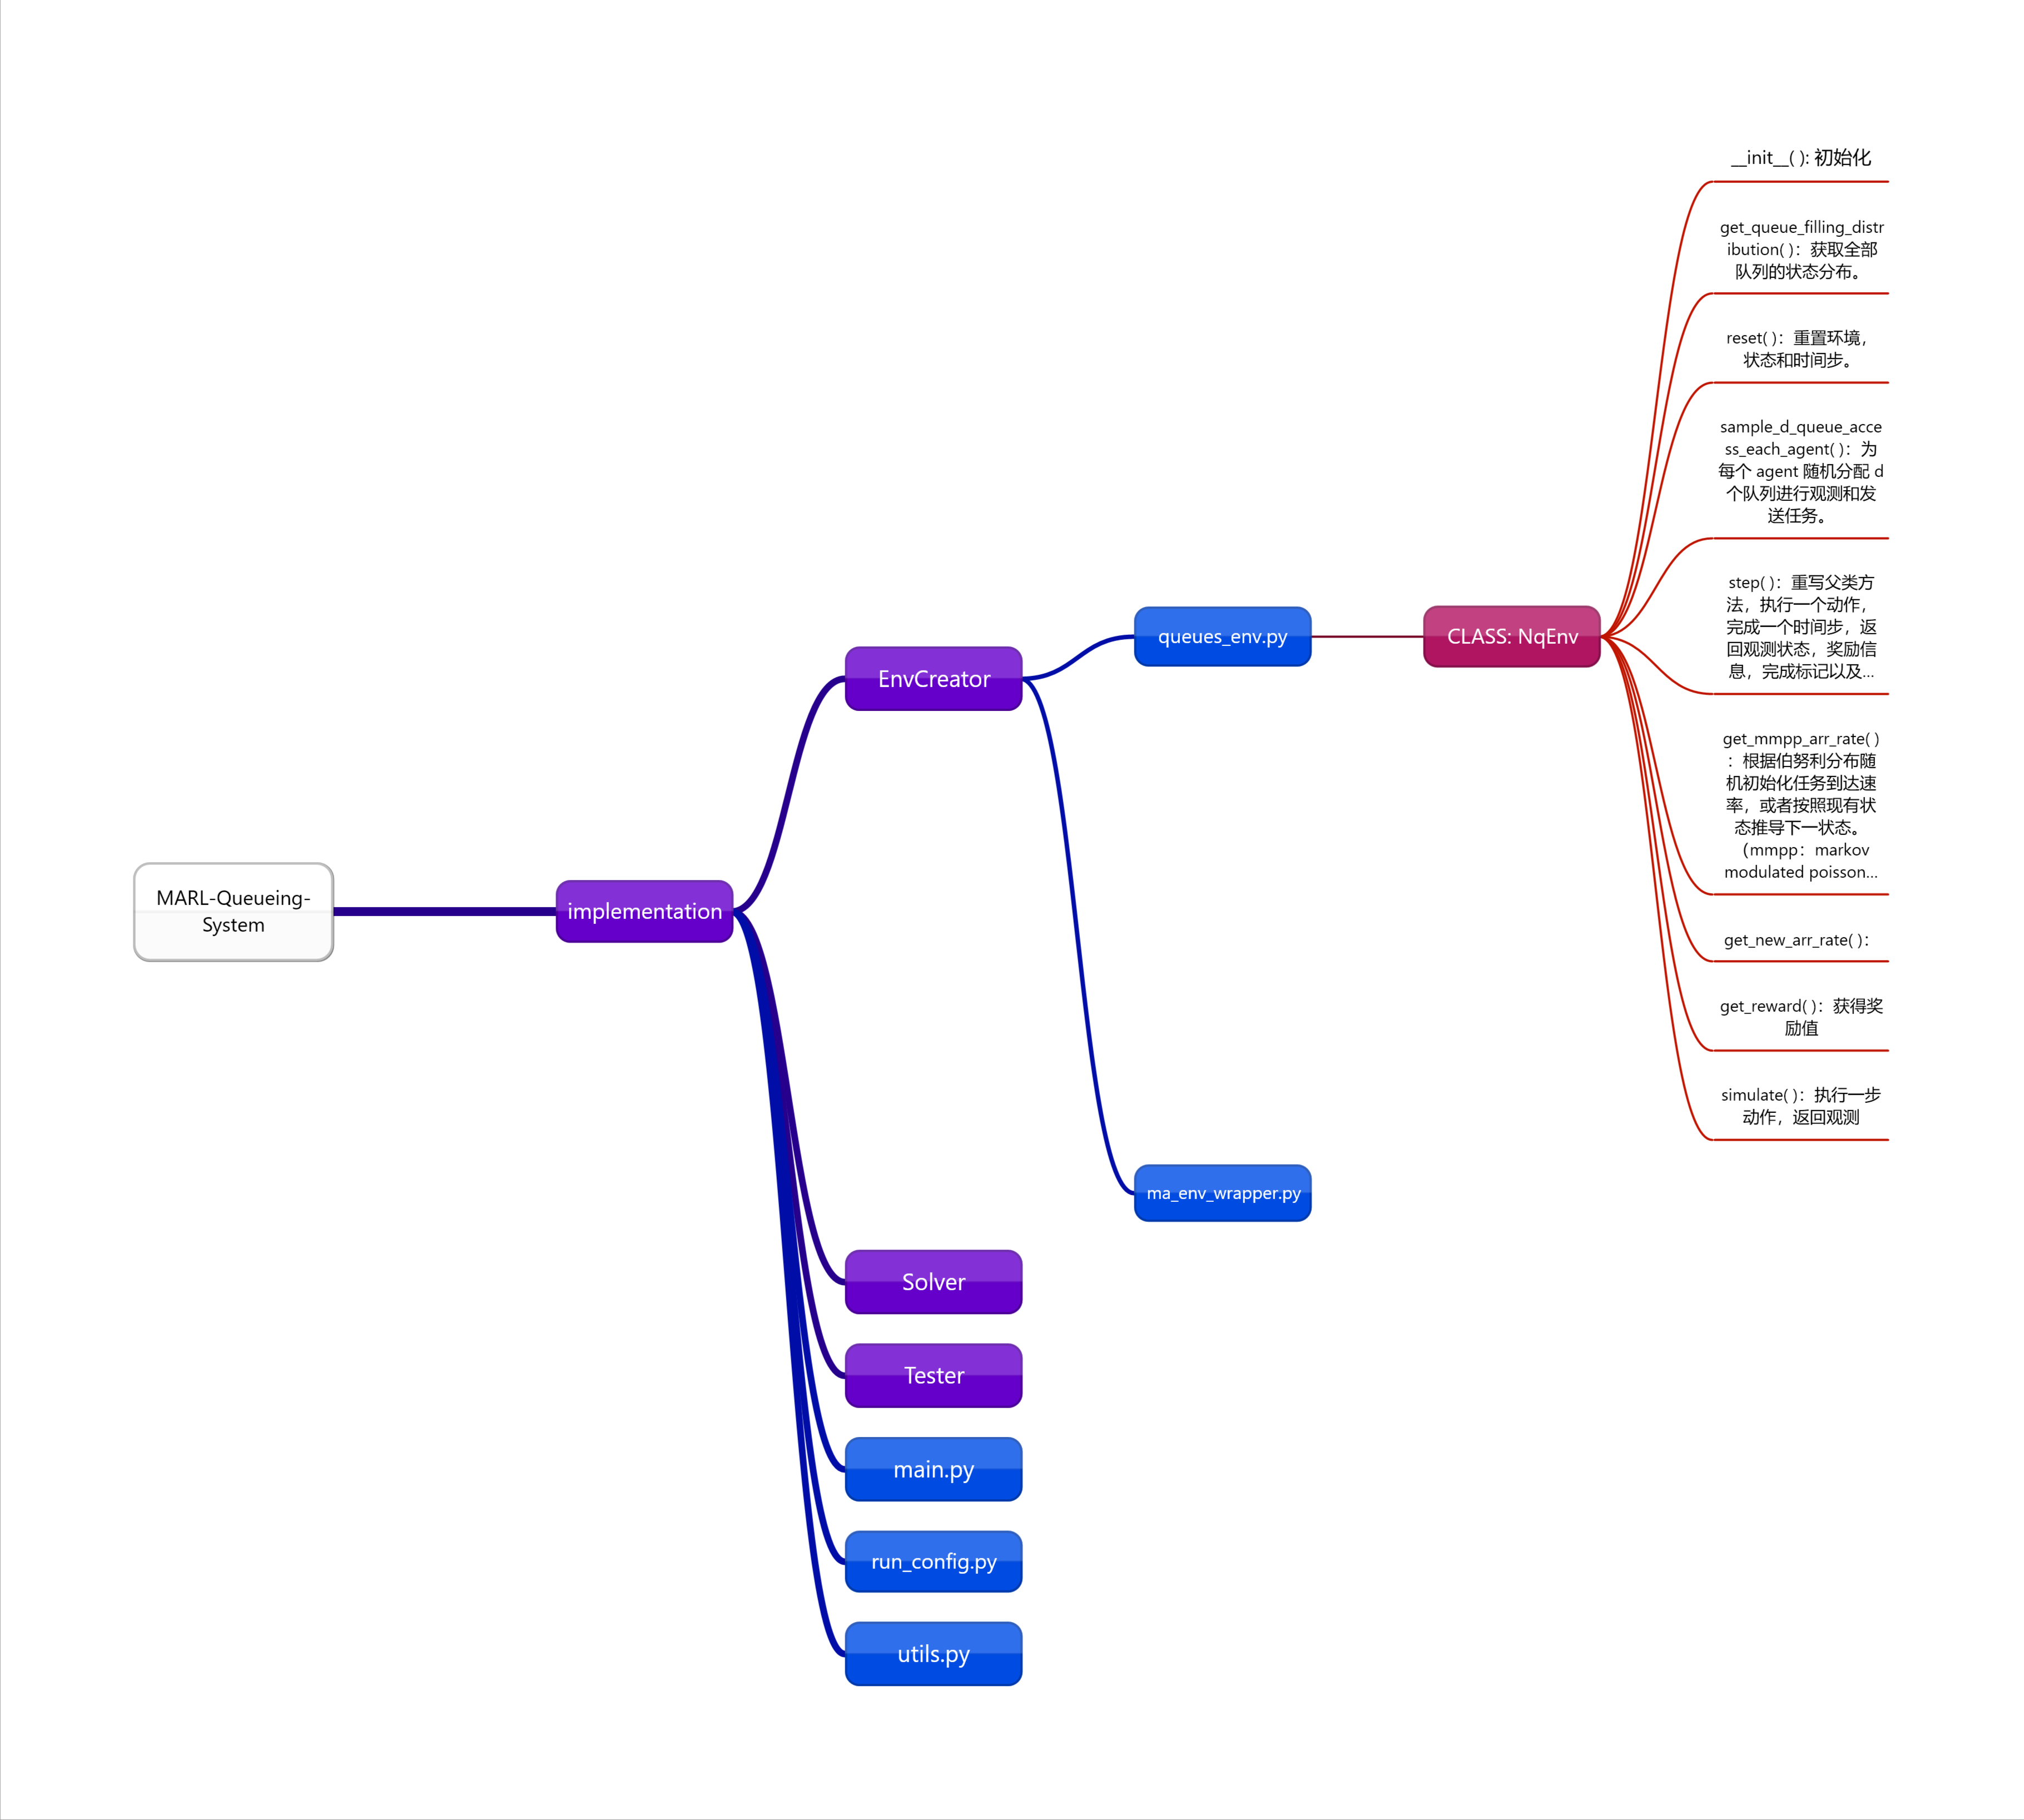 __init__( ): 初始化
get_queue_filling_distr
ibution( )：获取全部
队列的状态分布。
reset( )：重置环境，
状态和时间步。
sample_d_queue_acce
ss_each_agent( )：为
每个 agent 随机分配 d
个队列进行观测和发
送任务。
step( )：重写父类方
法，执行一个动作，
完成一个时间步，返
回观测状态，奖励信
息，完成标记以及...
queues_env.py
CLASS: NqEnv
EnvCreator
get_mmpp_arr_rate( )
：根据伯努利分布随
机初始化任务到达速
率，或者按照现有状
态推导下一状态。
（mmpp：markov
modulated poisson...
MARL-Queueing-
System
implementation
get_new_arr_rate( )：
get_reward( )：获得奖
励值
simulate( )：执行一步
动作，返回观测
ma_env_wrapper.py
Solver
Tester
main.py
run_config.py
utils.py